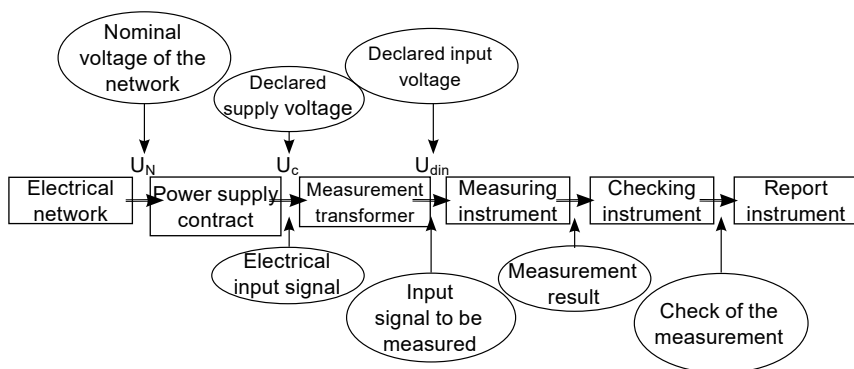 Nominal
voltage of the
network
Declared
supply voltage
Declared input
voltage
U_N
U_c
U_din
Electrical
network
Power supply
contract
Measurement
transformer
Measuring
instrument
Checking
instrument
Report
instrument
Electrical
input signal
Input
signal to be
measured
Measurement
result
Check of the
measurement